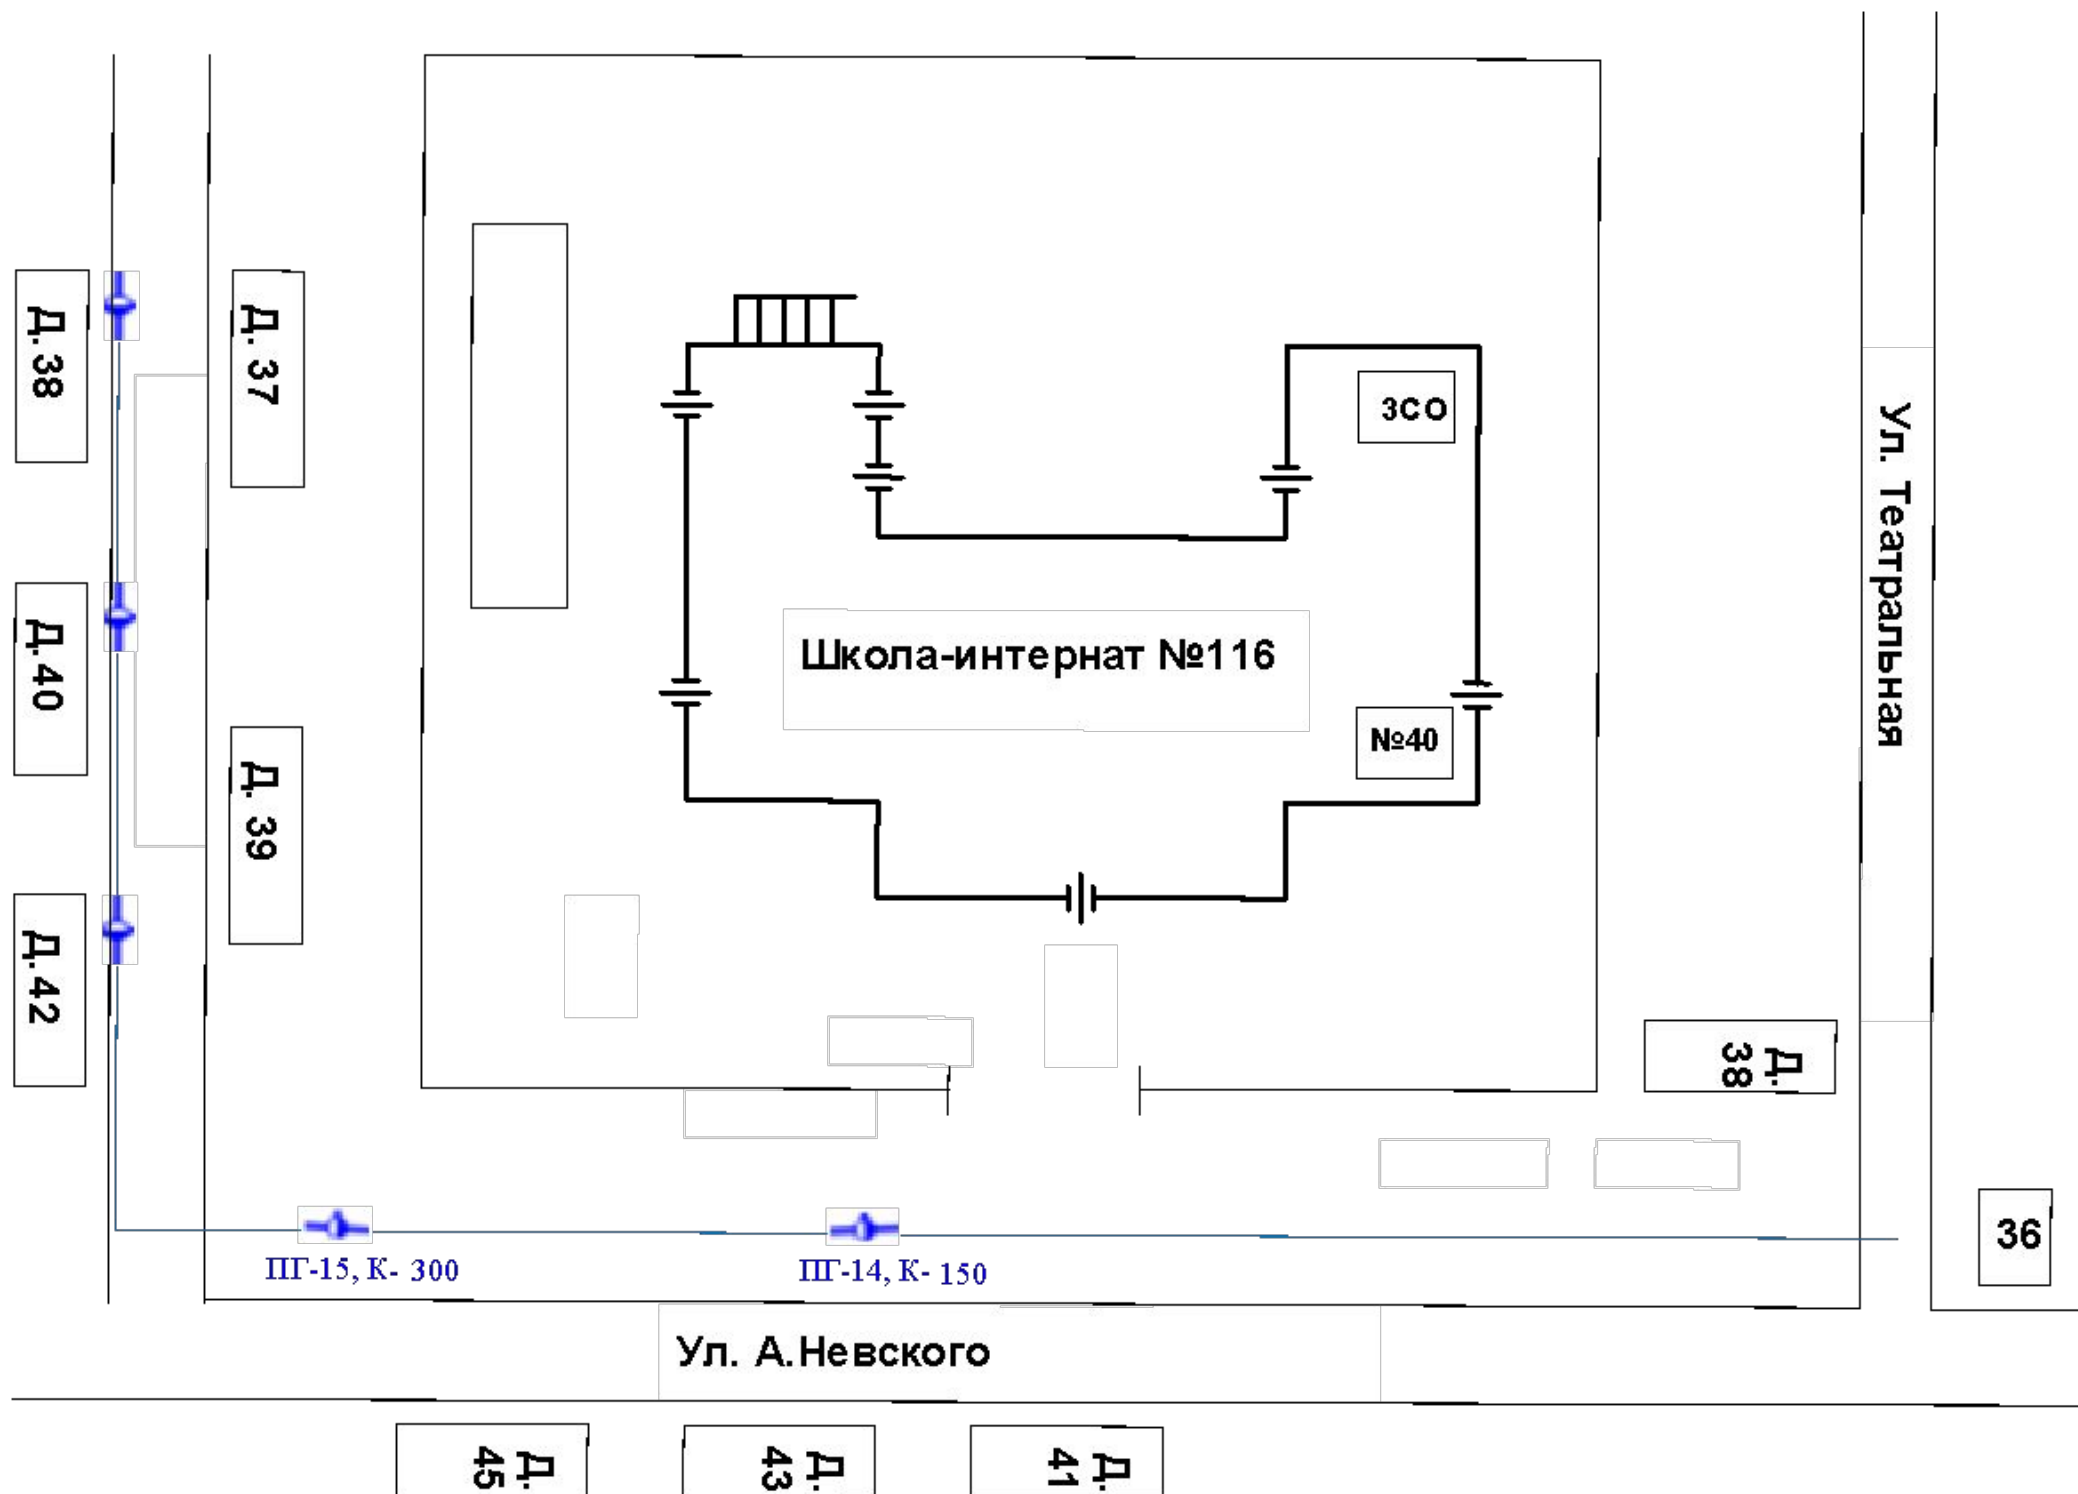 Д.38
Д. 37
ЗСО
Ул. Театральная
Д.40
Школа-интернат №116
№40
Д. 39
Д.42
Д.
38
36
ПГ-15, К- 300
ПГ-14, К- 150
Ул. А.Невского
Д.
45
Д.
43
Д.
41